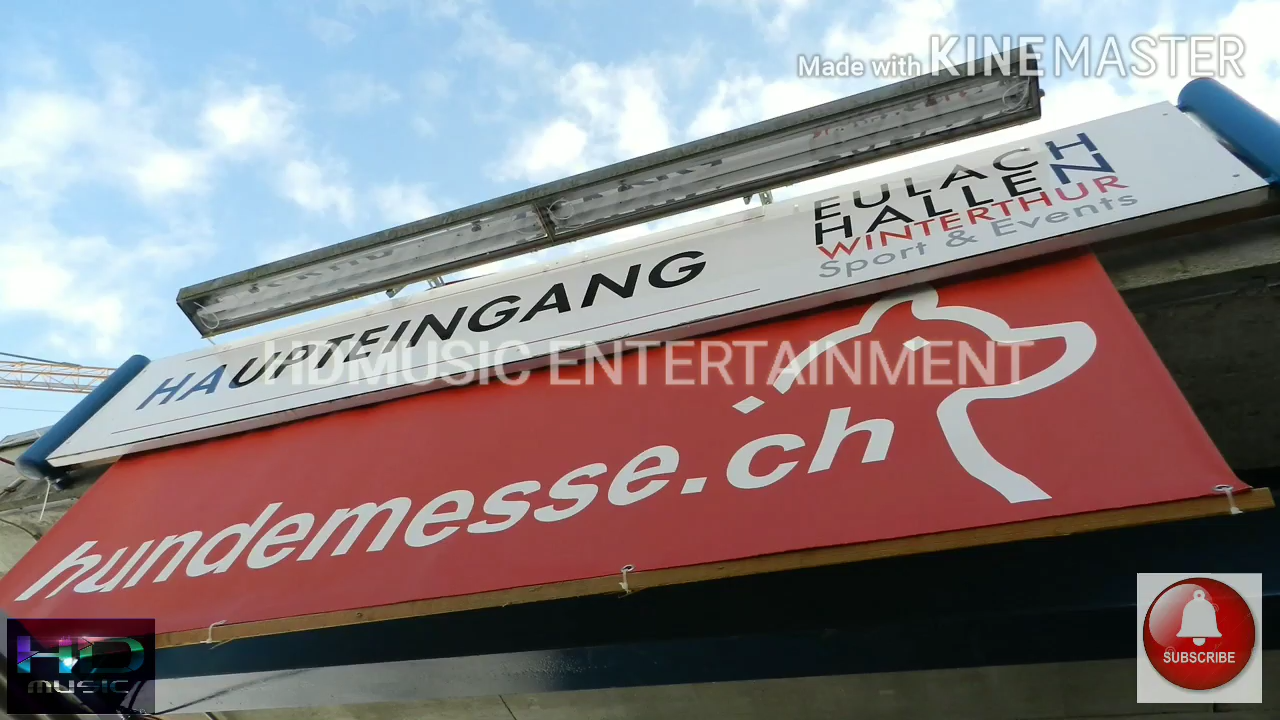 Made with KINEMASTER
EULACH
HALLEN
WINTERTHUR
Sport & Events
HAUPTEINGANG
HDMUSIC ENTERTAINMENT
hundemesse.ch
HD
MUSIC
SUBSCRIBE